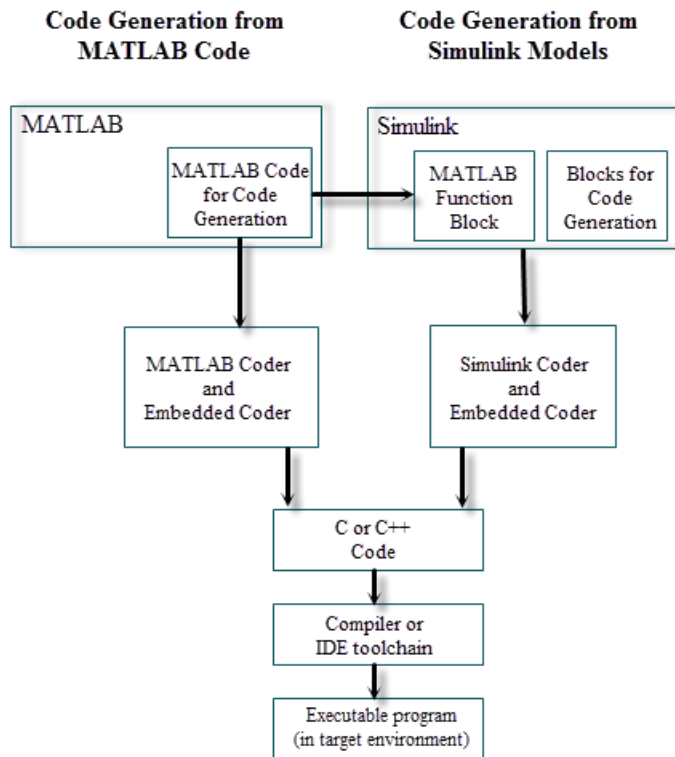 Code Generation from
MATLAB Code
Code Generation from
Simulink Models
MATLAB
MATLAB Code
for Code
Generation
Simulink
MATLAB
Function
Block
Blocks for
Code
Generation
MATLAB Coder
and
Embedded Coder
Simulink Coder
and
Embedded Coder
C or C++
Code
Compiler or
IDE toolchain
Executable program
(in target environment)